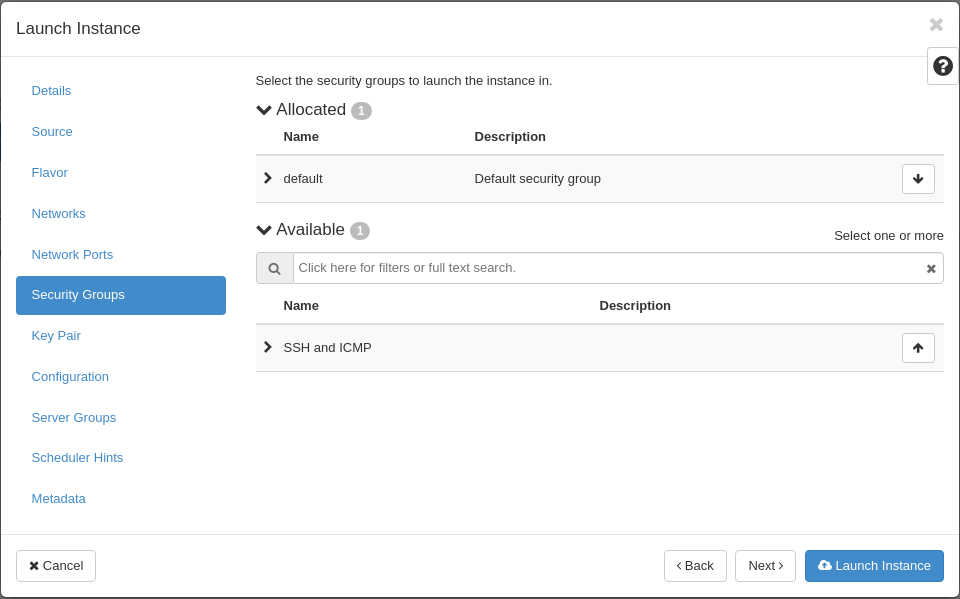 Launch Instance
Details
Source
Flavor
Networks
Network Ports
Security Groups
Key Pair
Configuration
Server Groups
Scheduler Hints
Metadata
Select the security groups to launch the instance in.
Allocated 1
Name Description
default Default security group
Available 1
Select one or more
Click here for filters or full text search.
Name Description
SSH and ICMP
Cancel
Back
Next
Launch Instance